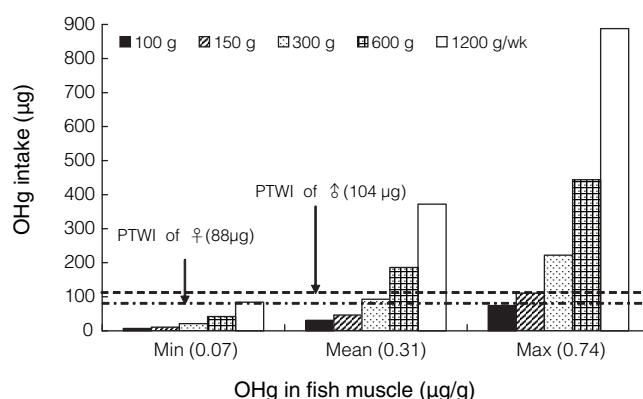 OHg intake (µg)
900
800
700
600
500
400
300
200
100
0
100 g 150 g 300 g 600 g 1200 g/wk
PTWI of ♂(104 µg)
PTWI of ♀(88µg)
Min (0.07) Mean (0.31) Max (0.74)
OHg in fish muscle (µg/g)